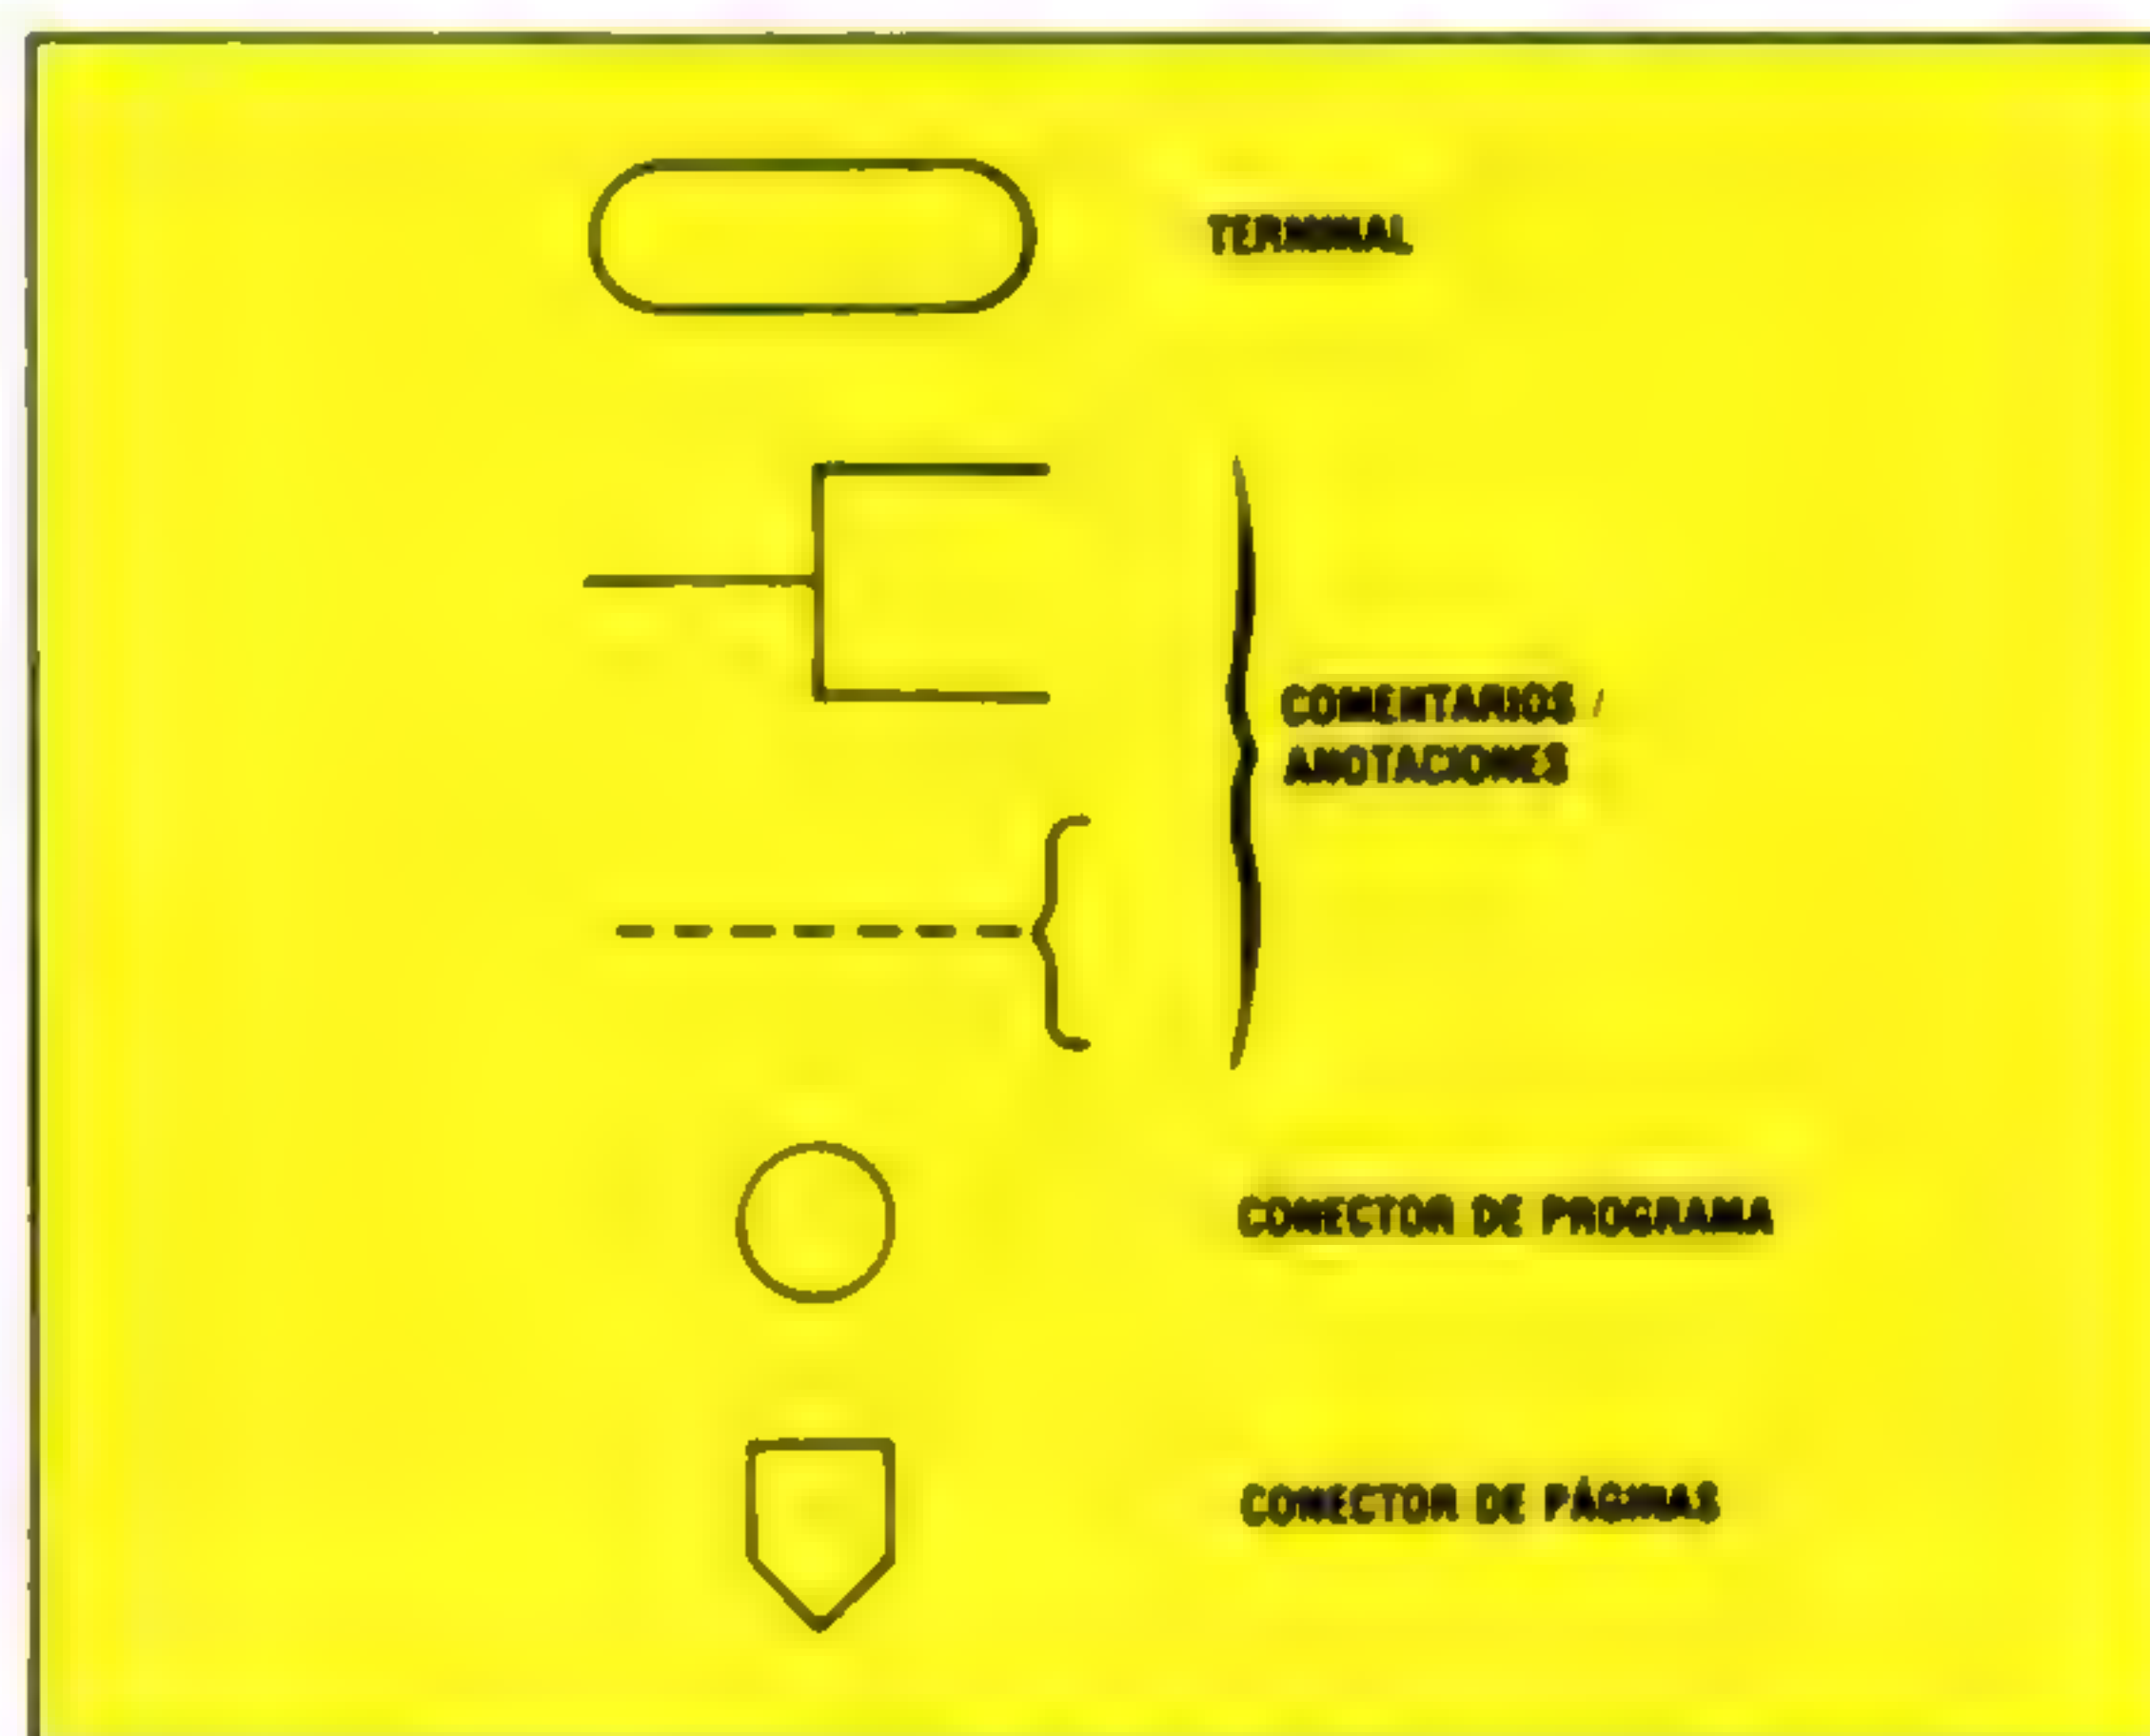 TERMINAL
COMENTARIOS /
ANOTACIONES
CONECTOR DE PROGRAMA
CONECTOR DE PÁGINAS